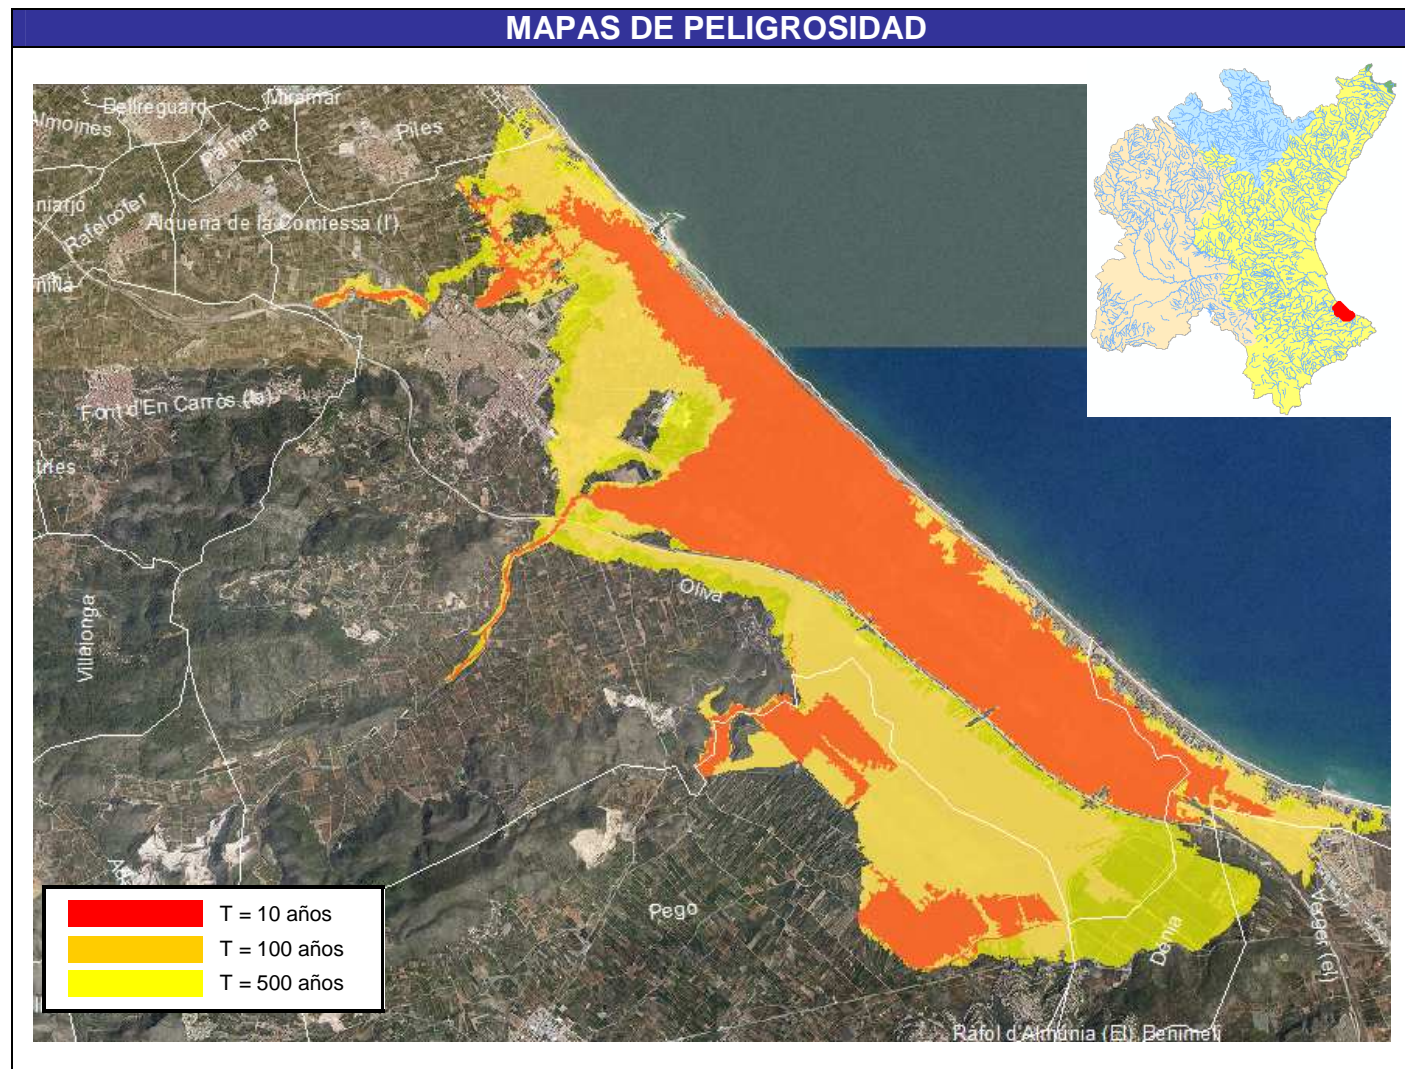 MAPAS DE PELIGROSIDAD
Bellreguard
Miramar
Almoines
Palmera
Piles
niarjó
Rafelcofer
Alqueria de la Comtessa (l')
Font d'En Carròs (la)
Villalonga
Oliva
Pego
Dénia
Verger (el)
Ràfol d'Almúnia (El)
Benimeli
T = 10 años
T = 100 años
T = 500 años